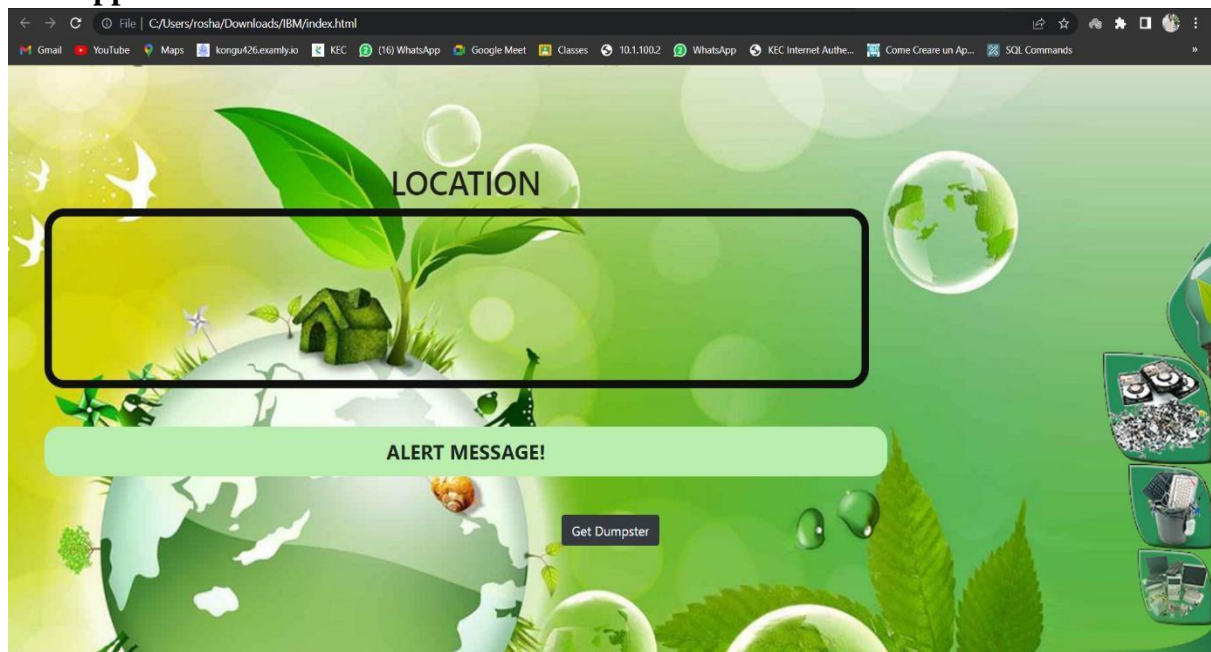 File | C:/Users/rosha/Downloads/IBM/index.html
Gmail YouTube Maps kongu426.examly.io KEC (16) WhatsApp Google Meet Classes 10.1.100.2 WhatsApp KEC Internet Authe... Come Creare un Ap... SQL Commands »
LOCATION
ALERT MESSAGE!
Get Dumpster